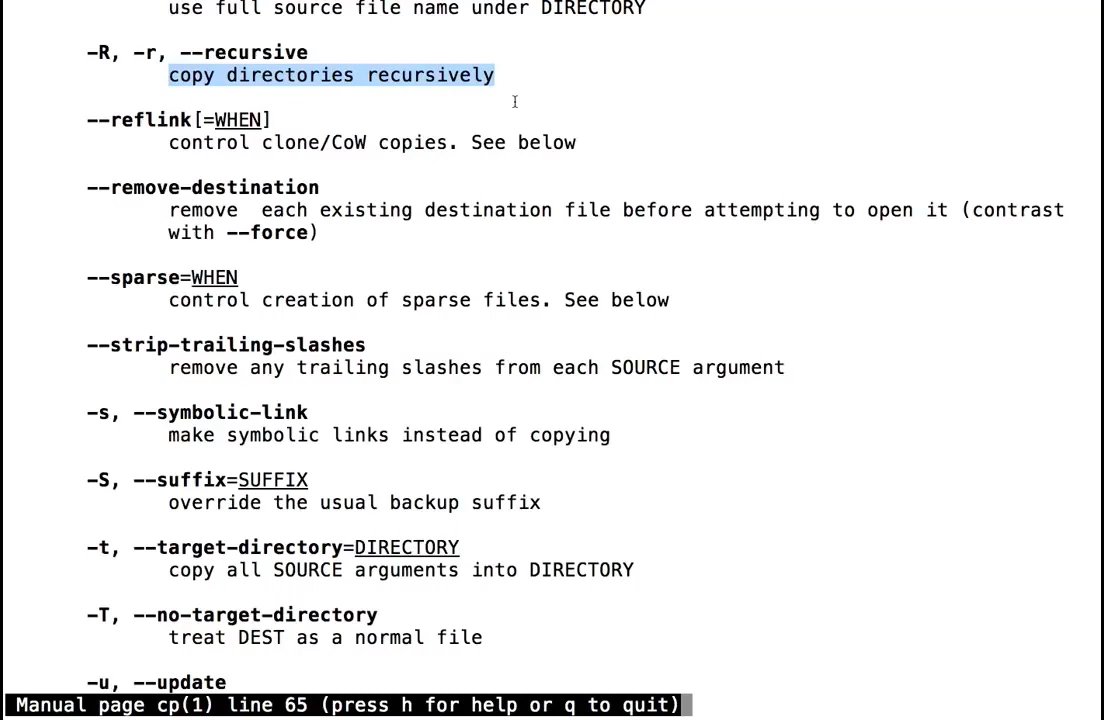 use full source file name under DIRECTORY
-R, -r, --recursive
copy directories recursively
--reflink[=WHEN]
control clone/CoW copies. See below
--remove-destination
remove  each existing destination file before attempting to open it (contrast
with --force)
--sparse=WHEN
control creation of sparse files. See below
--strip-trailing-slashes
remove any trailing slashes from each SOURCE argument
-s, --symbolic-link
make symbolic links instead of copying
-S, --suffix=SUFFIX
override the usual backup suffix
-t, --target-directory=DIRECTORY
copy all SOURCE arguments into DIRECTORY
-T, --no-target-directory
treat DEST as a normal file
-u, --update
Manual page cp(1) line 65 (press h for help or q to quit)